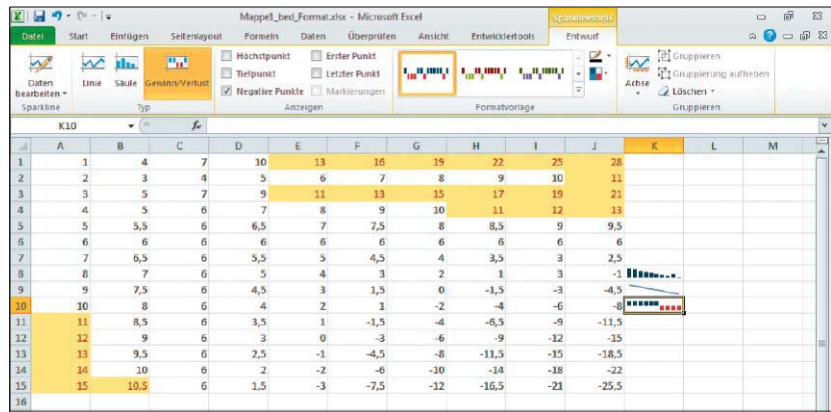 Mappe1_bed_Format.xlsx - Microsoft Excel Sparklinetools
Datei Start Einfügen Seitenlayout Formeln Daten Überprüfen Ansicht Entwicklertools Entwurf
Daten bearbeiten
Linie Säule Gewinn/Verlust
Höchstpunkt Erster Punkt
Tiefpunkt Letzter Punkt
Negative Punkte Markierungen
Achse
Gruppieren
Gruppierung aufheben
Löschen
Sparkline Typ Anzeigen Formatvorlage Gruppieren
K10 fx
A B C D E F G H I J K L M
1 1 4 7 10 13 16 19 22 25 28
2 2 3 4 5 6 7 8 9 10 11
3 3 5 7 9 11 13 15 17 19 21
4 4 5 6 7 8 9 10 11 12 13
5 5 5,5 6 6,5 7 7,5 8 8,5 9 9,5
6 6 6 6 6 6 6 6 6 6 6
7 7 6,5 6 5,5 5 4,5 4 3,5 3 2,5
8 8 7 6 5 4 3 2 1 3 -1
9 9 7,5 6 4,5 3 1,5 0 -1,5 -3 -4,5
10 10 8 6 4 2 1 -2 -4 -6 -8
11 11 8,5 6 3,5 1 -1,5 -4 -6,5 -9 -11,5
12 12 9 6 3 0 -3 -6 -9 -12 -15
13 13 9,5 6 2,5 -1 -4,5 -8 -11,5 -15 -18,5
14 14 10 6 2 -2 -6 -10 -14 -18 -22
15 15 10,5 6 1,5 -3 -7,5 -12 -16,5 -21 -25,5
16